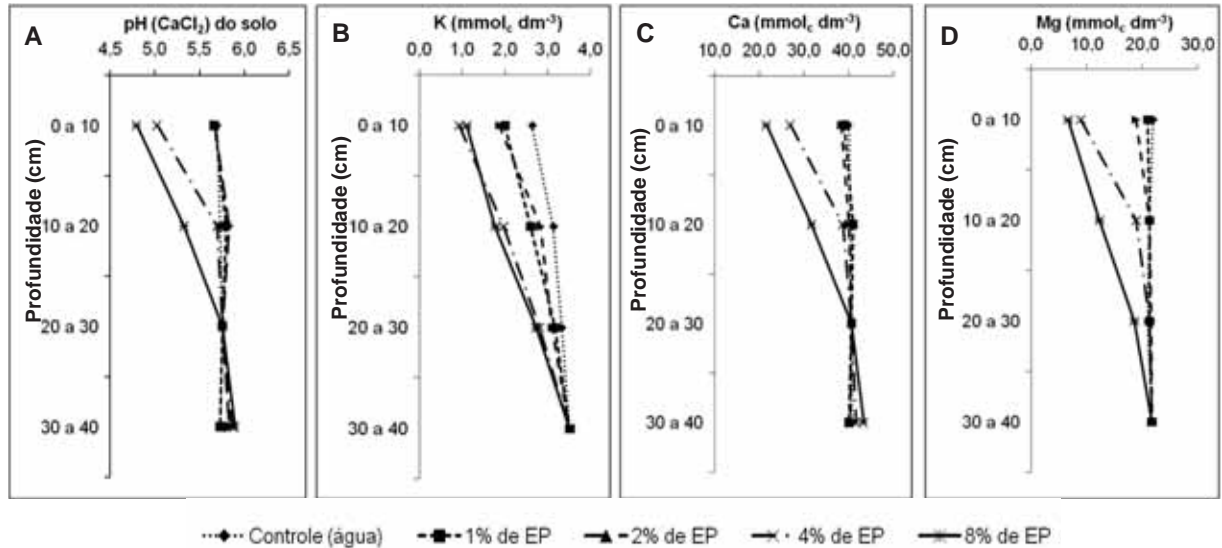 A
pH (CaCl₂) do solo
4,5 5,0 5,5 6,0 6,5
Profundidade (cm)
0 a 10
10 a 20
20 a 30
30 a 40
B
K (mmol꜀ dm⁻³)
0,0 1,0 2,0 3,0 4,0
Profundidade (cm)
0 a 10
10 a 20
20 a 30
30 a 40
C
Ca (mmol꜀ dm⁻³)
10,0 20,0 30,0 40,0 50,0
Profundidade (cm)
0 a 10
10 a 20
20 a 30
30 a 40
D
Mg (mmol꜀ dm⁻³)
0,0 10,0 20,0 30,0
Profundidade (cm)
0 a 10
10 a 20
20 a 30
30 a 40
Controle (água) 1% de EP 2% de EP 4% de EP 8% de EP